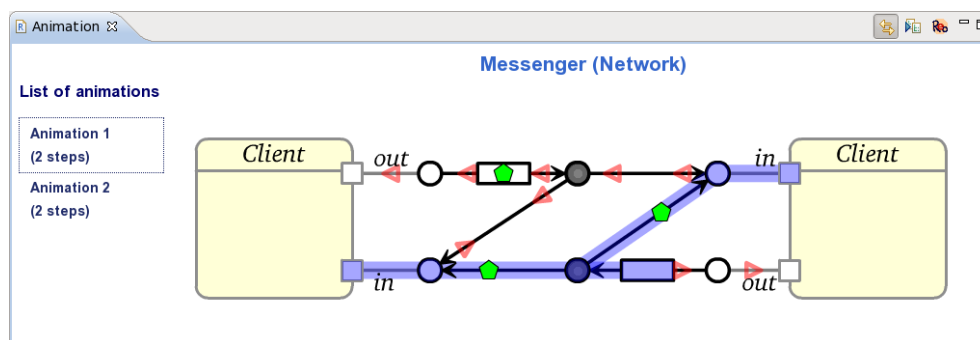 Animation
Messenger (Network)
List of animations
Animation 1
(2 steps)
Animation 2
(2 steps)
Client
out
in
Client
in
out